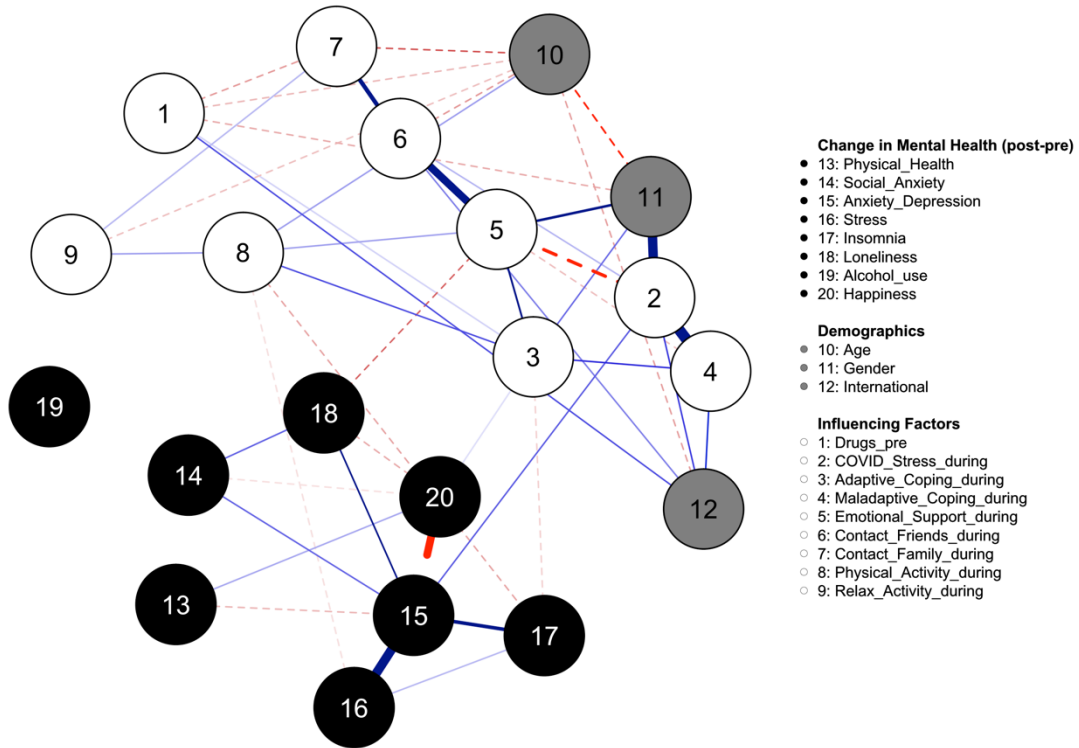 7
10
1
6
11
5
9
8
2
3
4
19
18
14
20
12
13
15
17
16
Change in Mental Health (post-pre)
13: Physical_Health
14: Social_Anxiety
15: Anxiety_Depression
16: Stress
17: Insomnia
18: Loneliness
19: Alcohol_use
20: Happiness
Demographics
10: Age
11: Gender
12: International
Influencing Factors
1: Drugs_pre
2: COVID_Stress_during
3: Adaptive_Coping_during
4: Maladaptive_Coping_during
5: Emotional_Support_during
6: Contact_Friends_during
7: Contact_Family_during
8: Physical_Activity_during
9: Relax_Activity_during